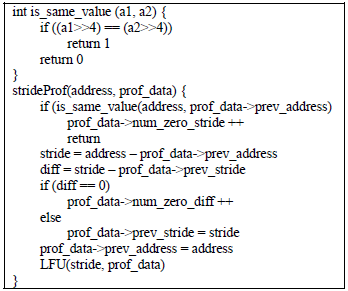 int is_same_value (a1, a2) {
if ((a1>>4) == (a2>>4))
return 1
return 0
}
strideProf(address, prof_data) {
if (is_same_value(address, prof_data->prev_address)
prof_data->num_zero_stride ++
return
stride = address – prof_data->prev_address
diff = stride – prof_data->prev_stride
if (diff == 0)
prof_data->num_zero_diff ++
else
prof_data->prev_stride = stride
prof_data->prev_address = address
LFU(stride, prof_data)
}